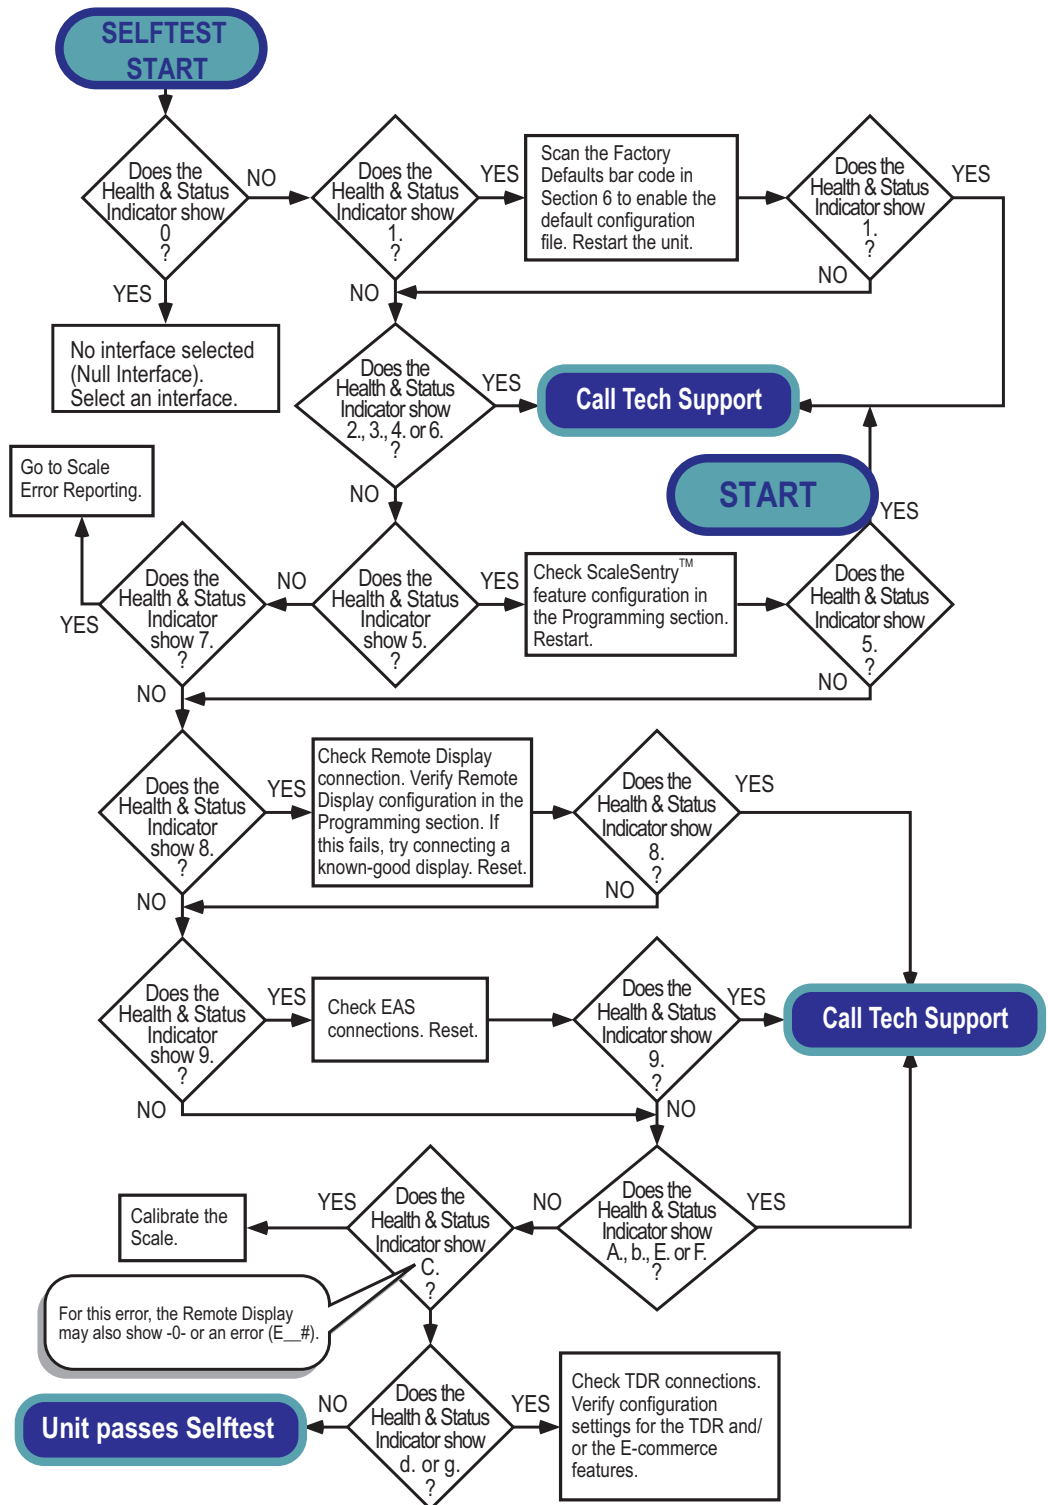 SELFTEST
START
Does the
Health & Status
Indicator show
0
?
NO
YES
No interface selected
(Null Interface).
Select an interface.
Does the
Health & Status
Indicator show
1.
?
YES
NO
Scan the Factory
Defaults bar code in
Section 6 to enable the
default configuration
file. Restart the unit.
Does the
Health & Status
Indicator show
1.
?
YES
NO
Does the
Health & Status
Indicator show
2., 3., 4. or 6.
?
YES
NO
Call Tech Support
START
Go to Scale
Error Reporting.
Does the
Health & Status
Indicator
show 7.
?
YES
NO
NO
Does the
Health & Status
Indicator
show 5.
?
YES
Check ScaleSentry™
feature configuration in
the Programming section.
Restart.
Does the
Health & Status
Indicator show
5.
?
YES
NO
Does the
Health & Status
Indicator
show 8.
?
YES
NO
Check Remote Display
connection. Verify Remote
Display configuration in the
Programming section. If
this fails, try connecting a
known-good display. Reset.
Does the
Health & Status
Indicator show
8.
?
YES
NO
Does the
Health & Status
Indicator
show 9.
?
YES
NO
Check EAS
connections. Reset.
Does the
Health & Status
Indicator show
9.
?
YES
NO
Call Tech Support
Does the
Health & Status
Indicator show
A., b., E. or F.
?
YES
NO
Does the
Health & Status
Indicator show
C.
?
YES
Calibrate the
Scale.
For this error, the Remote Display
may also show -0- or an error (E__#).
Does the
Health & Status
Indicator show
d. or g.
?
NO
YES
Unit passes Selftest
Check TDR connections.
Verify configuration
settings for the TDR and/
or the E-commerce
features.